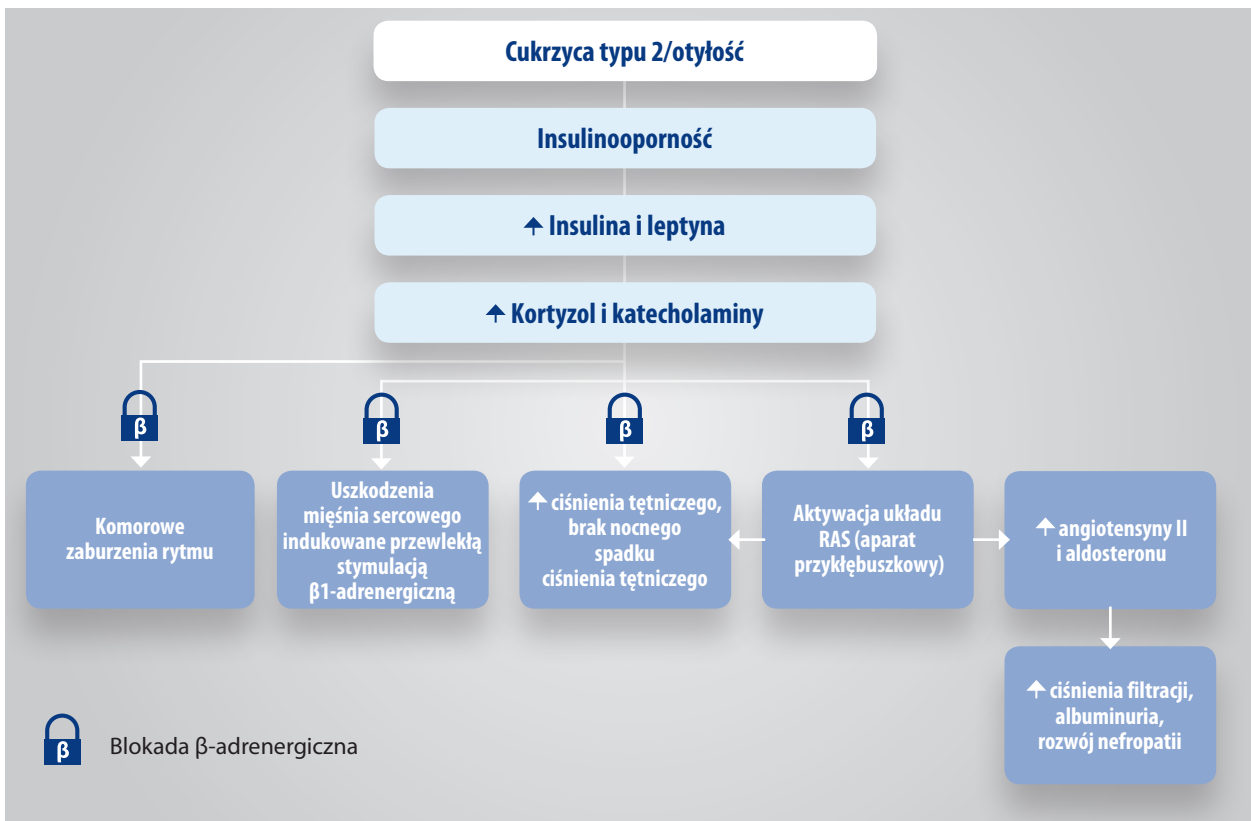 Cukrzyca typu 2/otyłość
Insulinooporność
↑ Insulina i leptyna
↑ Kortyzol i katecholaminy
β
β
β
β
Komorowe
zaburzenia rytmu
Uszkodzenia
mięśnia sercowego
indukowane przewlekłą
stymulacją
β1-adrenergiczną
↑ ciśnienia tętniczego,
brak nocnego
spadku
ciśnienia tętniczego
Aktywacja układu
RAS (aparat
przykłębuszkowy)
↑ angiotensyny II
i aldosteronu
↑ ciśnienia filtracji,
albuminuria,
rozwój nefropatii
β
Blokada β-adrenergiczna